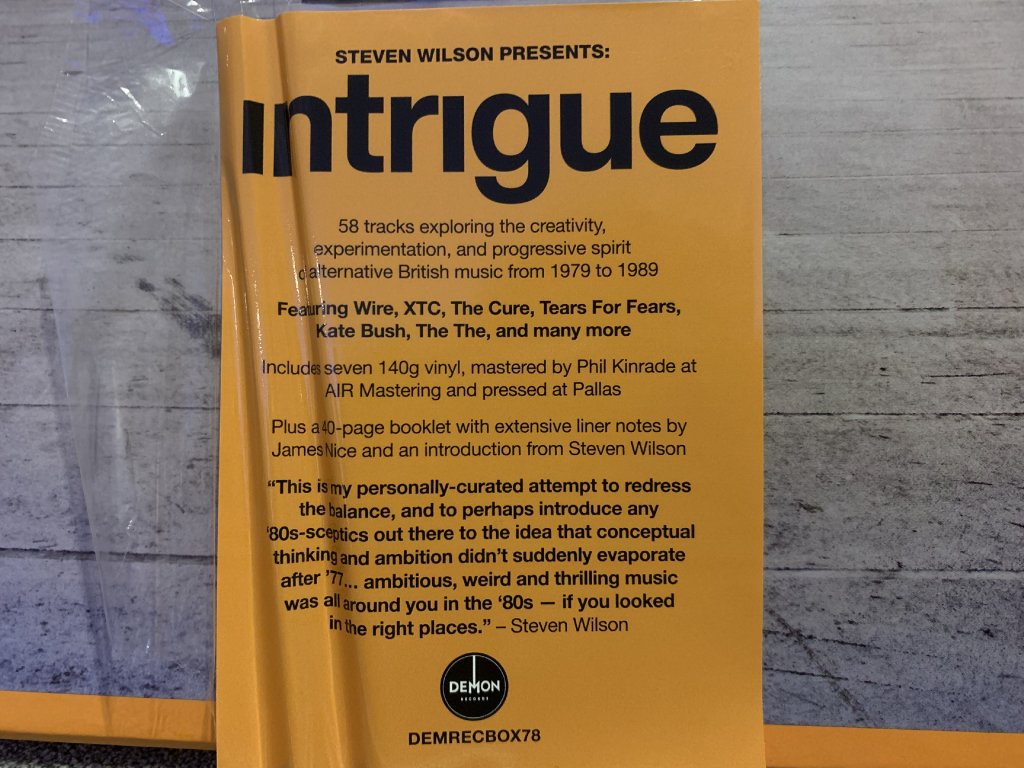 STEVEN WILSON PRESENTS:
intrigue
58 tracks exploring the creativity,
experimentation, and progressive spirit
of alternative British music from 1979 to 1989
Featuring Wire, XTC, The Cure, Tears For Fears,
Kate Bush, The The, and many more
Includes seven 140g vinyl, mastered by Phil Kinrade at
AIR Mastering and pressed at Pallas
Plus a 40-page booklet with extensive liner notes by
James Nice and an introduction from Steven Wilson
“This is my personally-curated attempt to redress
the balance, and to perhaps introduce any
‘80s-sceptics out there to the idea that conceptual
thinking and ambition didn’t suddenly evaporate
after ’77... ambitious, weird and thrilling music
was all around you in the ‘80s — if you looked
in the right places.” – Steven Wilson
DEMON
RECORDS
DEMRECBOX78